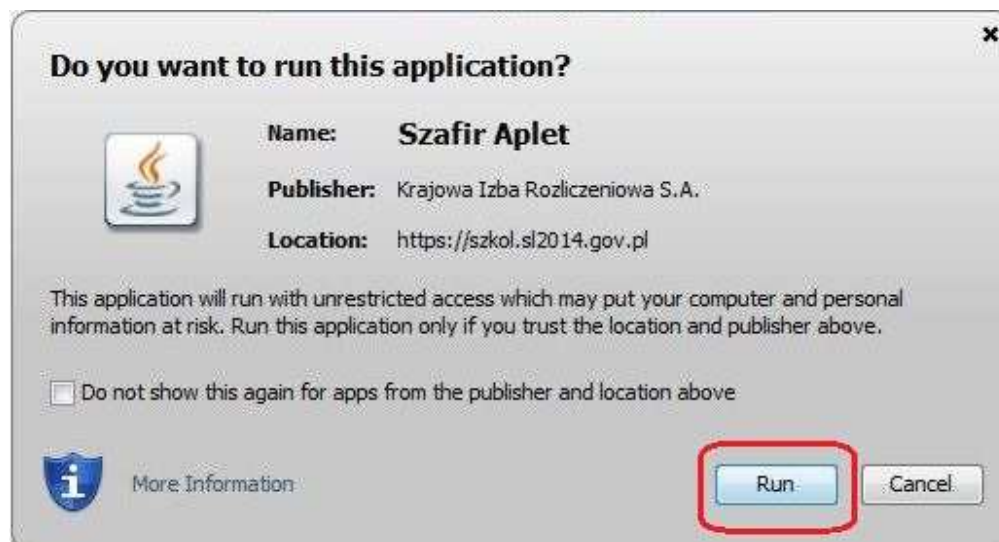 Do you want to run this application?
Name: Szafir Aplet
Publisher: Krajowa Izba Rozliczeniowa S.A.
Location: https://szkol.sl2014.gov.pl
This application will run with unrestricted access which may put your computer and personal
information at risk. Run this application only if you trust the location and publisher above.
Do not show this again for apps from the publisher and location above
More Information
Run Cancel